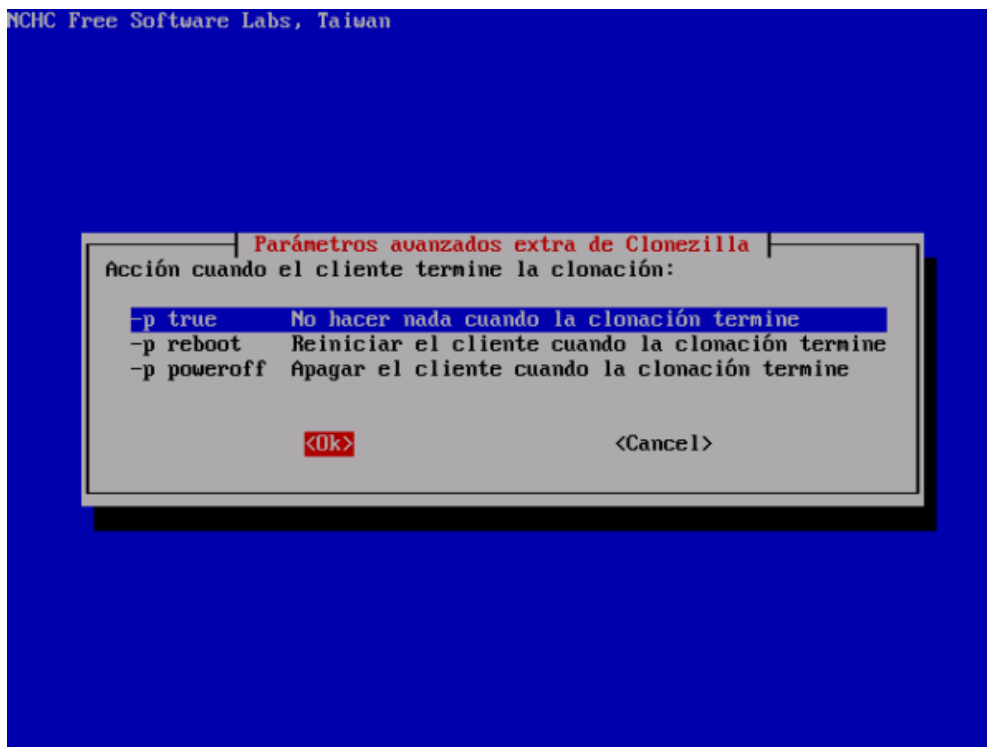 NCHC Free Software Labs, Taiwan
Parámetros avanzados extra de Clonezilla
Acción cuando el cliente termine la clonación:
-p true No hacer nada cuando la clonación termine
-p reboot Reiniciar el cliente cuando la clonación termine
-p poweroff Apagar el cliente cuando la clonación termine
<Ok> <Cancel>